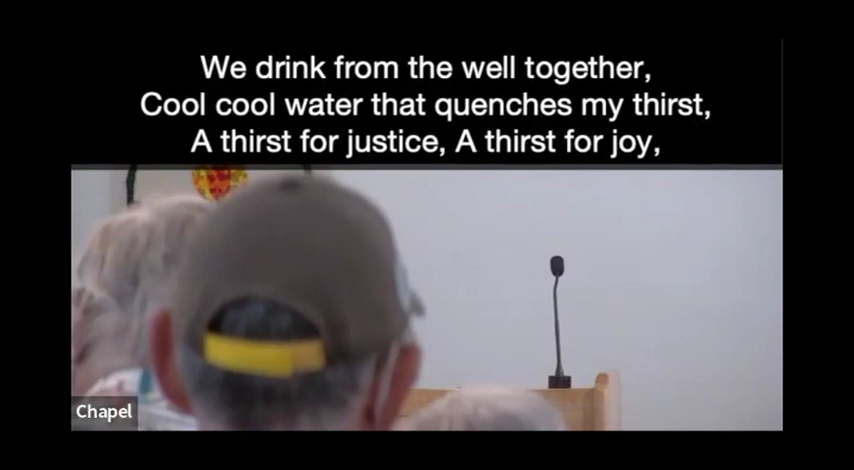 We drink from the well together,
Cool cool water that quenches my thirst,
A thirst for justice, A thirst for joy,
Chapel